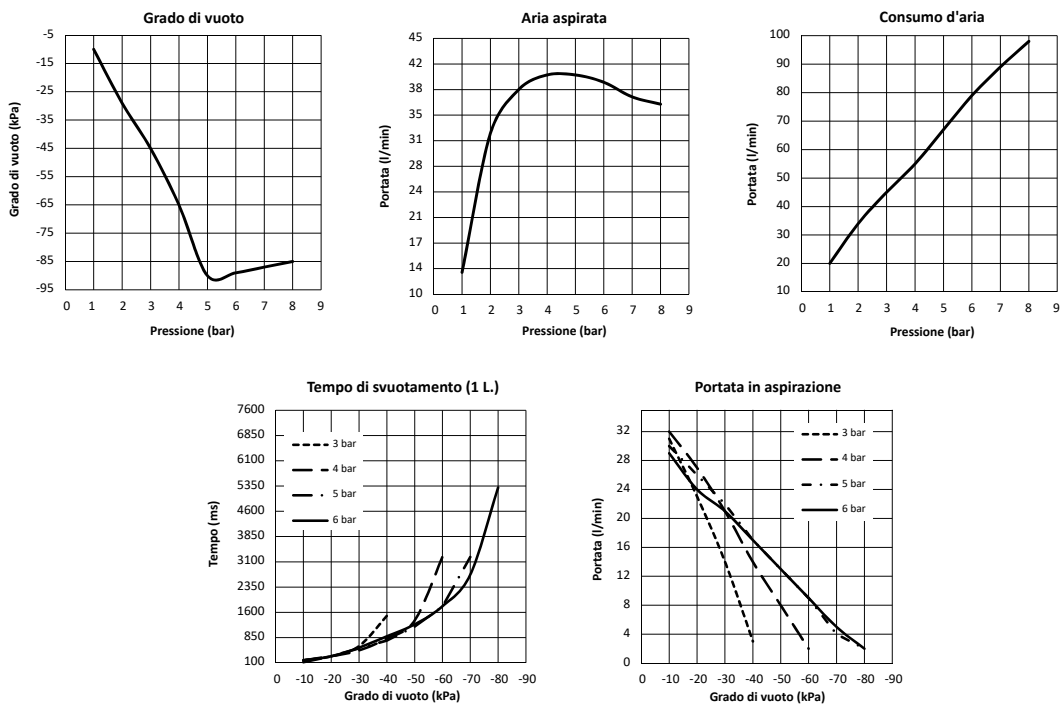 Grado di vuoto
-5
-15
-25
-35
-45
-55
-65
-75
-85
-95
Grado di vuoto (kPa)
0 1 2 3 4 5 6 7 8 9
Pressione (bar)
Aria aspirata
45
42
38
35
31
28
24
21
17
14
10
Portata (l/min)
0 1 2 3 4 5 6 7 8 9
Pressione (bar)
Consumo d'aria
100
90
80
70
60
50
40
30
20
10
Portata (l/min)
0 1 2 3 4 5 6 7 8 9
Pressione (bar)
Tempo di svuotamento (1 L.)
7600
6850
6100
5350
4600
3850
3100
2350
1600
850
100
Tempo (ms)
3 bar
4 bar
5 bar
6 bar
0 -10 -20 -30 -40 -50 -60 -70 -80 -90
Grado di vuoto (kPa)
Portata in aspirazione
32
28
24
20
16
12
8
4
0
Portata (l/min)
3 bar
4 bar
5 bar
6 bar
0 -10 -20 -30 -40 -50 -60 -70 -80 -90
Grado di vuoto (kPa)